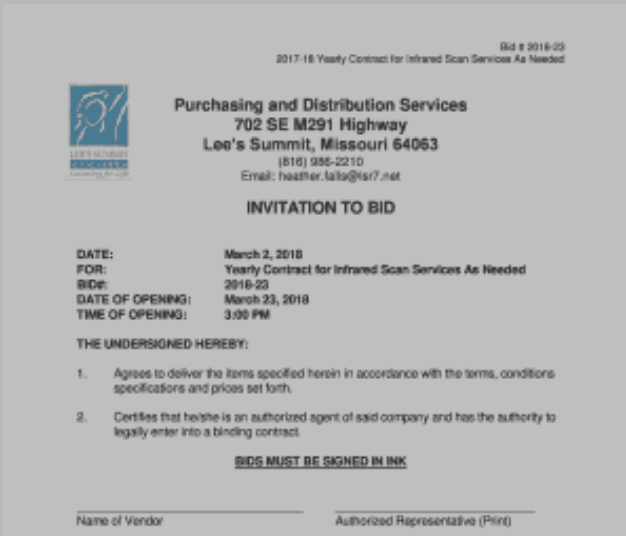 Bid # 2018-23
2017-18 Yearly Contract for Infrared Scan Services As Needed
Purchasing and Distribution Services
702 SE M291 Highway
Lee's Summit, Missouri 64063
(816) 986-2210
Email: heather.falls@lsr7.net
LEE'S SUMMIT
Learning for Life
INVITATION TO BID
DATE: March 2, 2018
FOR: Yearly Contract for Infrared Scan Services As Needed
BID#: 2018-23
DATE OF OPENING: March 23, 2018
TIME OF OPENING: 3:00 PM
THE UNDERSIGNED HEREBY:
1. Agrees to deliver the items specified herein in accordance with the terms, conditions
specifications and prices set forth.
2. Certifies that he/she is an authorized agent of said company and has the authority to
legally enter into a binding contract.
BIDS MUST BE SIGNED IN INK
Name of Vendor Authorized Representative (Print)